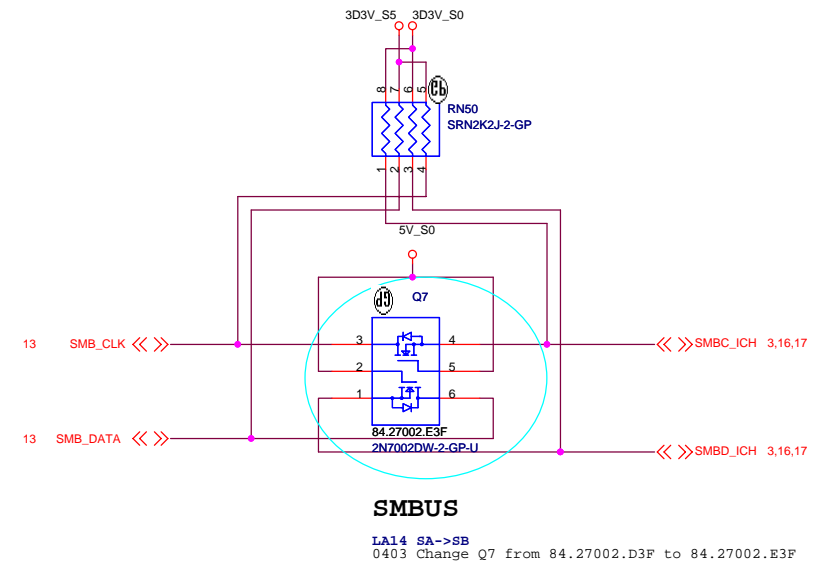 3D3V_S5 3D3V_S0
8 7 6 5
RN50
SRN2K2J-2-GP
1 2 3 4
5V_S0
Q7
13 SMB_CLK 3 4 SMBC_ICH 3,16,17
2 5
1 6
13 SMB_DATA 84.27002.E3F
2N7002DW-2-GP-U SMBD_ICH 3,16,17
SMBUS
LA14 SA->SB
0403 Change Q7 from 84.27002.D3F to 84.27002.E3F